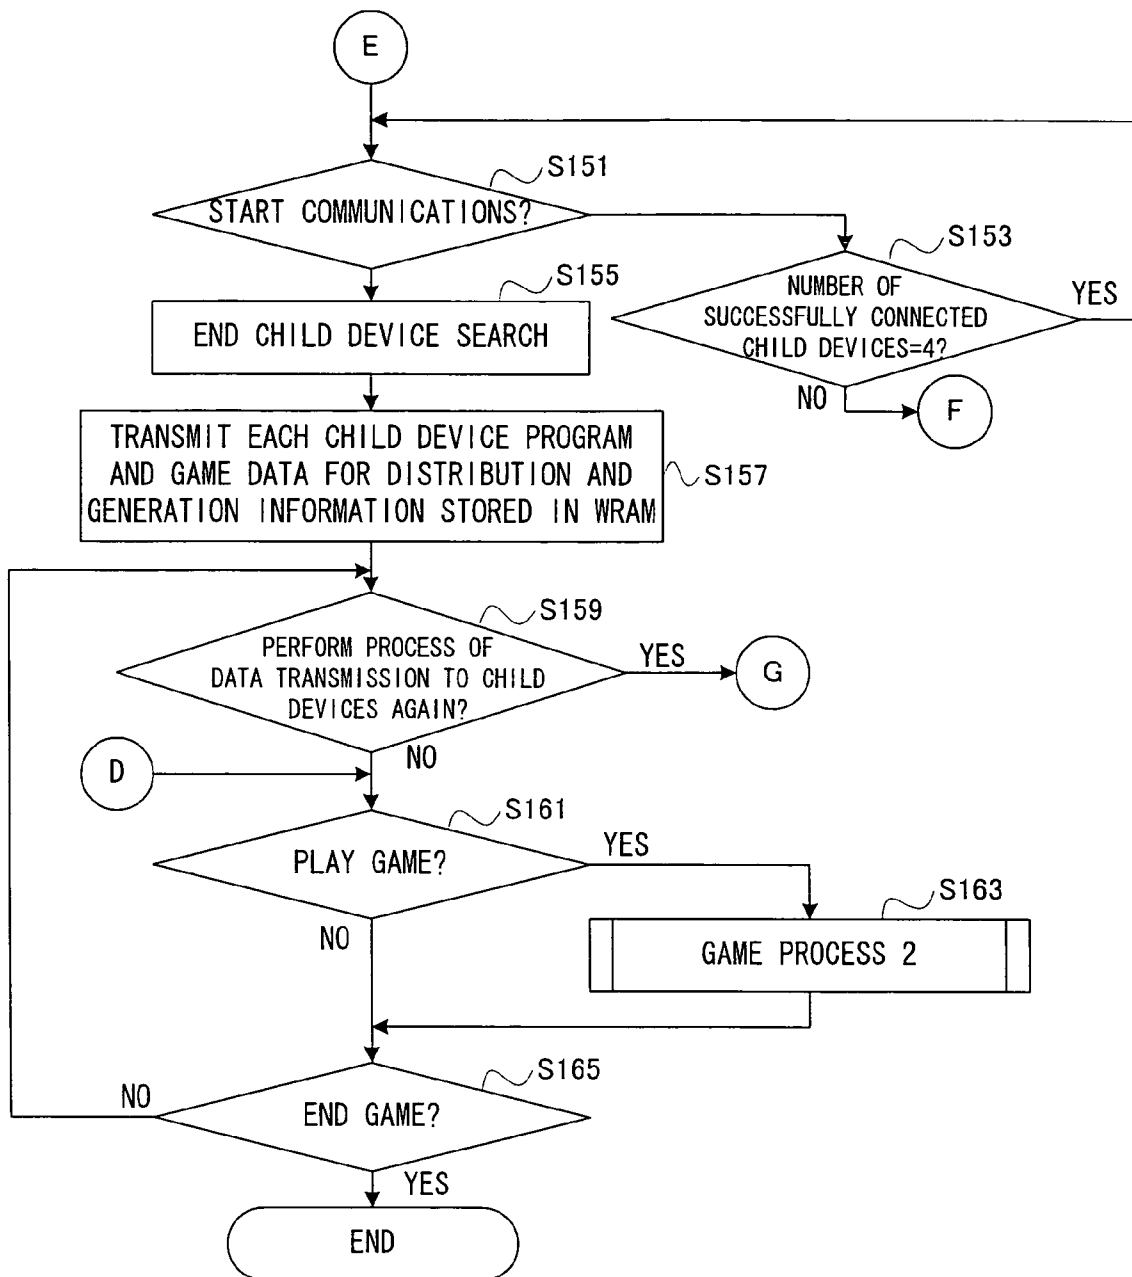 E
S151
START COMMUNICATIONS?
S153
NUMBER OF
SUCCESSFULLY CONNECTED
CHILD DEVICES=4?
YES
NO
F
S155
END CHILD DEVICE SEARCH
TRANSMIT EACH CHILD DEVICE PROGRAM
AND GAME DATA FOR DISTRIBUTION AND
GENERATION INFORMATION STORED IN WRAM
S157
S159
PERFORM PROCESS OF
DATA TRANSMISSION TO CHILD
DEVICES AGAIN?
YES
G
NO
D
S161
PLAY GAME?
YES
NO
S163
GAME PROCESS 2
S165
END GAME?
NO
YES
END